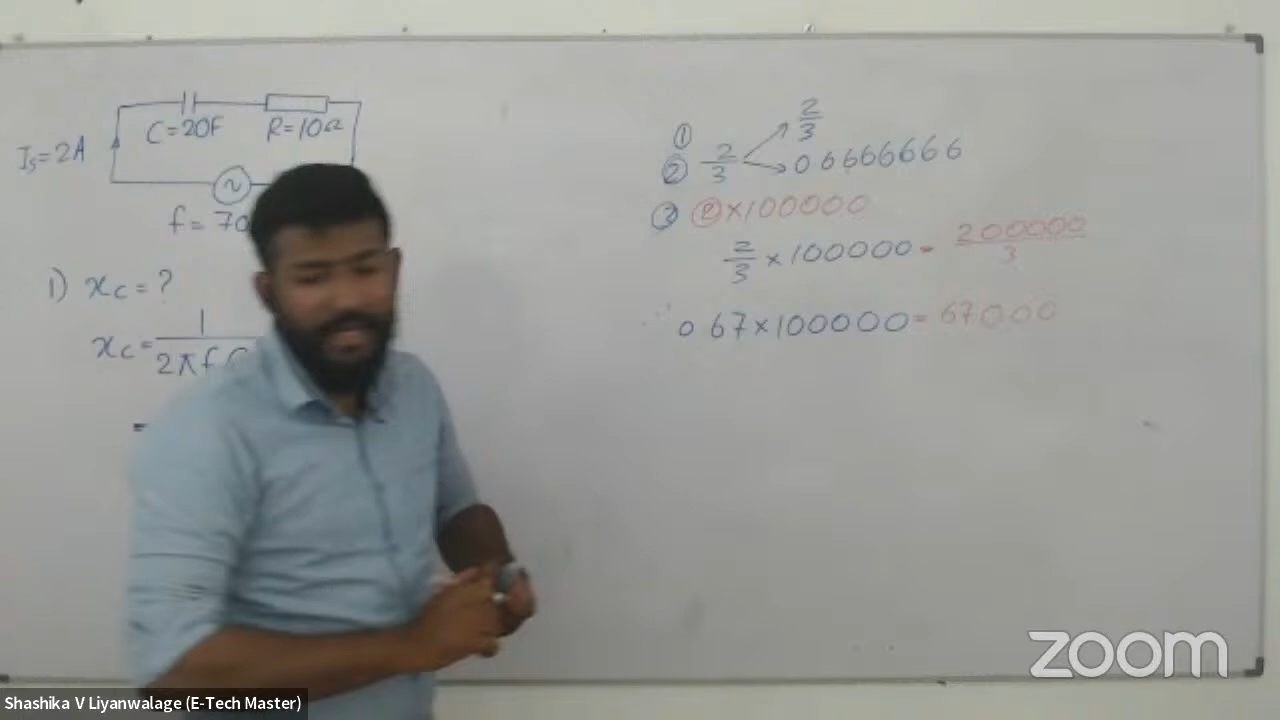 C=20F R=10Ω
Is=2A
f= 70
1) xc = ?
xc = 1
2πf C
=
①
② 2/3 2/3
0.6666666
③ ② ×100000
2/3 × 100000 = 200000/3
0.67×100000 = 67000
zoom
Shashika V Liyanwalage (E-Tech Master)